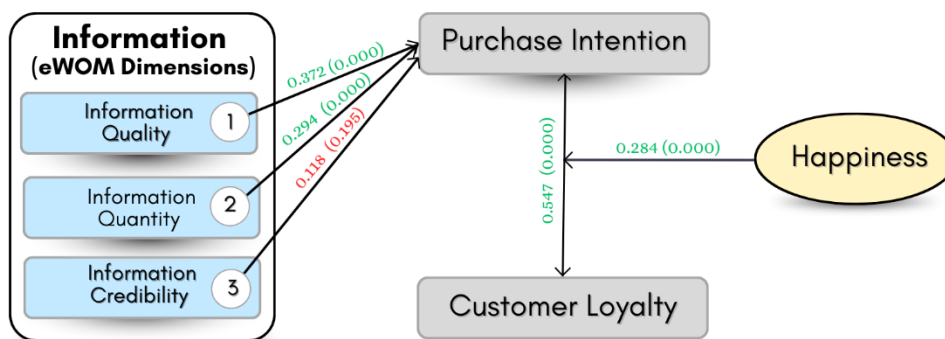 Information
(eWOM Dimensions)
Information
Quality
1
Information
Quantity
2
Information
Credibility
3
0.372 (0.000)
0.294 (0.000)
0.118 (0.195)
Purchase Intention
0.547 (0.000)
0.284 (0.000)
Happiness
Customer Loyalty